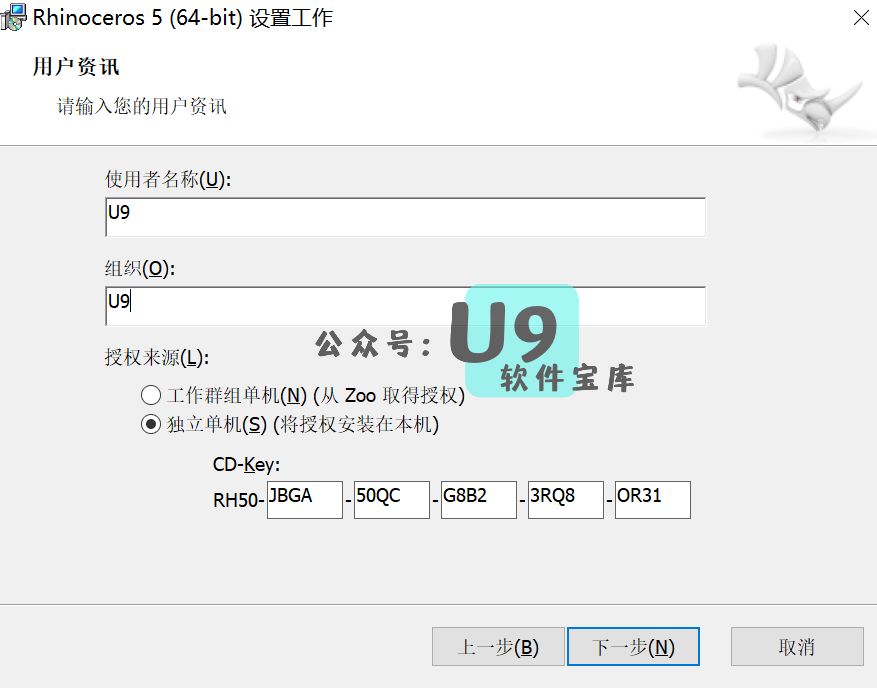 Rhinoceros 5 (64-bit) 设置工作
用户资讯
请输入您的用户资讯
使用者名称(U):
U9
组织(O):
U9
公众号：U9
软件宝库
授权来源(L):
工作群组单机(N) (从 Zoo 取得授权)
独立单机(S) (将授权安装在本机)
CD-Key:
RH50-JBGA-50QC-G8B2-3RQ8-OR31
上一步(B) 下一步(N) 取消